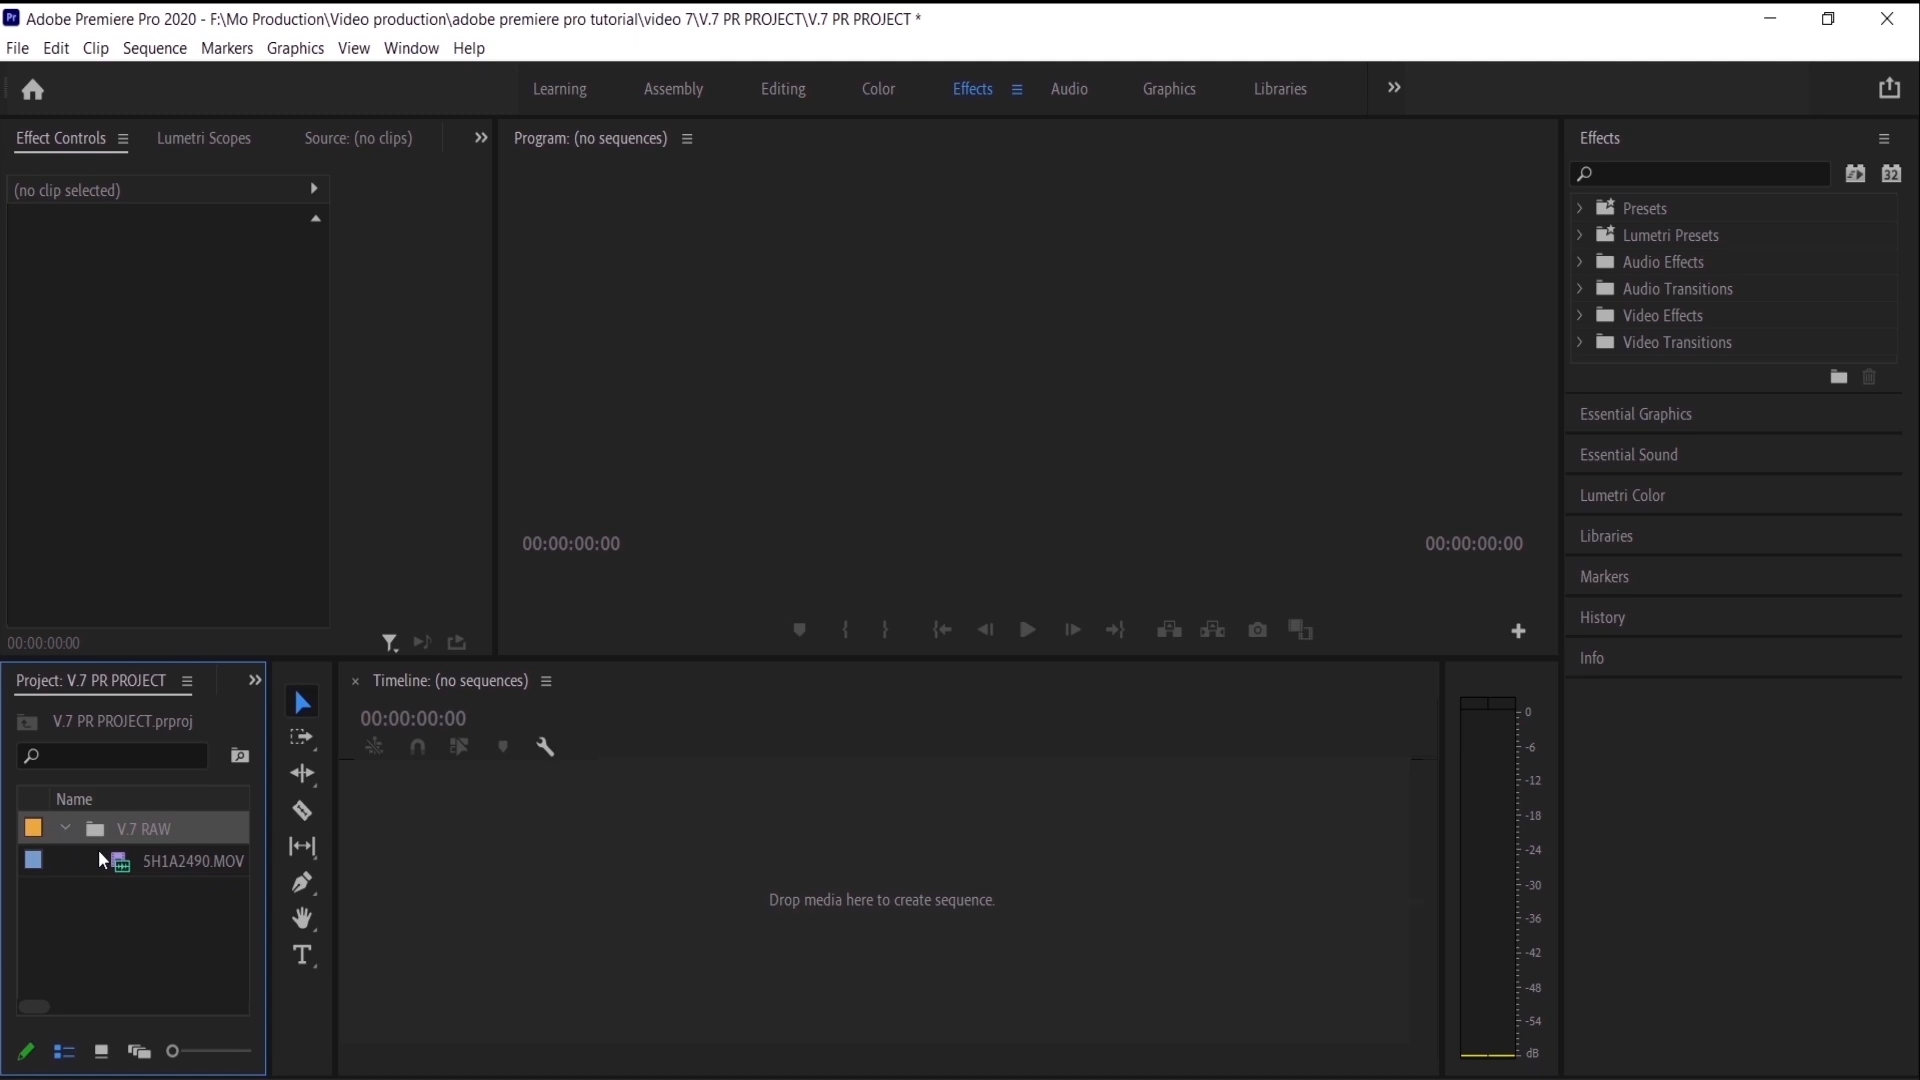 Adobe Premiere Pro 2020 - F:\Mo Production\Video production\adobe premiere pro tutorial\video 7\V.7 PR PROJECT\V.7 PR PROJECT *
File Edit Clip Sequence Markers Graphics View Window Help
Learning Assembly Editing Color Effects Audio Graphics Libraries
Effect Controls Lumetri Scopes Source: (no clips)
(no clip selected)
00:00:00:00
Program: (no sequences)
00:00:00:00 00:00:00:00
Effects
32
Presets
Lumetri Presets
Audio Effects
Audio Transitions
Video Effects
Video Transitions
Essential Graphics
Essential Sound
Lumetri Color
Libraries
Markers
History
Info
Project: V.7 PR PROJECT
V.7 PR PROJECT.prproj
Name
V.7 RAW
5H1A2490.MOV
Timeline: (no sequences)
00:00:00:00
Drop media here to create sequence.
0
-6
-12
-18
-24
-30
-36
-42
-48
-54
dB